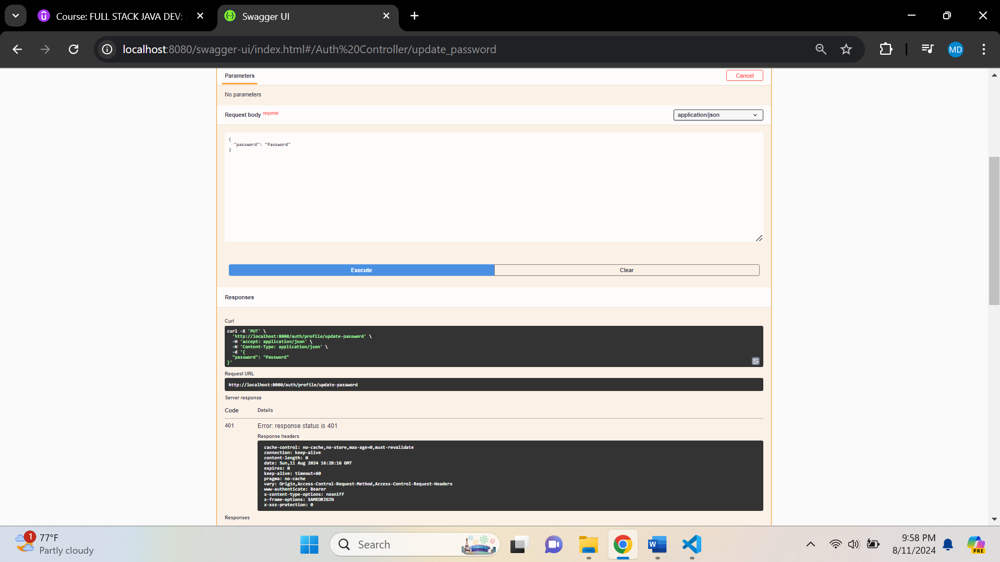 Course: FULL STACK JAVA DEV: J
Swagger UI
localhost:8080/swagger-ui/index.html#/Auth%20Controller/update_password
MD
Parameters
Cancel
No parameters
Request body required
application/json
{
"password": "Password"
}
Execute
Clear
Responses
Curl
curl -X 'PUT' \
'http://localhost:8080/auth/profile/update-password' \
-H 'accept: application/json' \
-H 'Content-Type: application/json' \
-d '{
"password": "Password"
}'
Request URL
http://localhost:8080/auth/profile/update-password
Server response
Code Details
401 Error: response status is 401
Response headers
cache-control: no-cache,no-store,max-age=0,must-revalidate
connection: keep-alive
content-length: 0
date: Sun,11 Aug 2024 16:28:16 GMT
expires: 0
keep-alive: timeout=60
pragma: no-cache
vary: Origin,Access-Control-Request-Method,Access-Control-Request-Headers
www-authenticate: Bearer
x-content-type-options: nosniff
x-frame-options: SAMEORIGIN
x-xss-protection: 0
Responses
1
77°F
Partly cloudy
Search
W
9:58 PM
8/11/2024
PRE